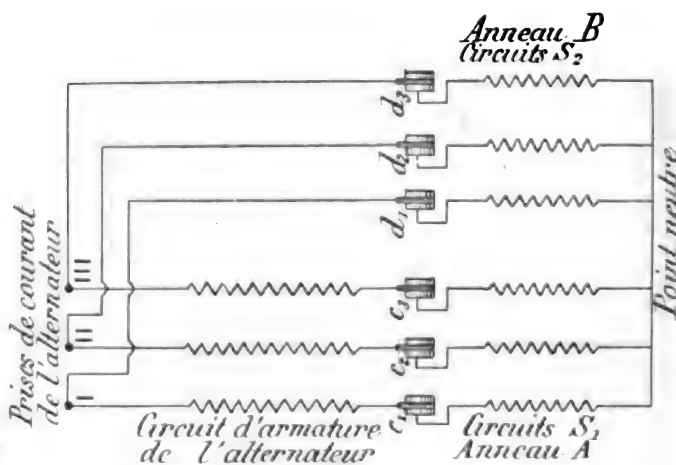 Anneau B
Circuits S₂
d₃
d₂
d₁
Prises de courant
de l'alternateur
III
II
I
c₃
c₂
c₁
Point neutre
Circuit d'armature
de l'alternateur
Circuits S₁
Anneau A